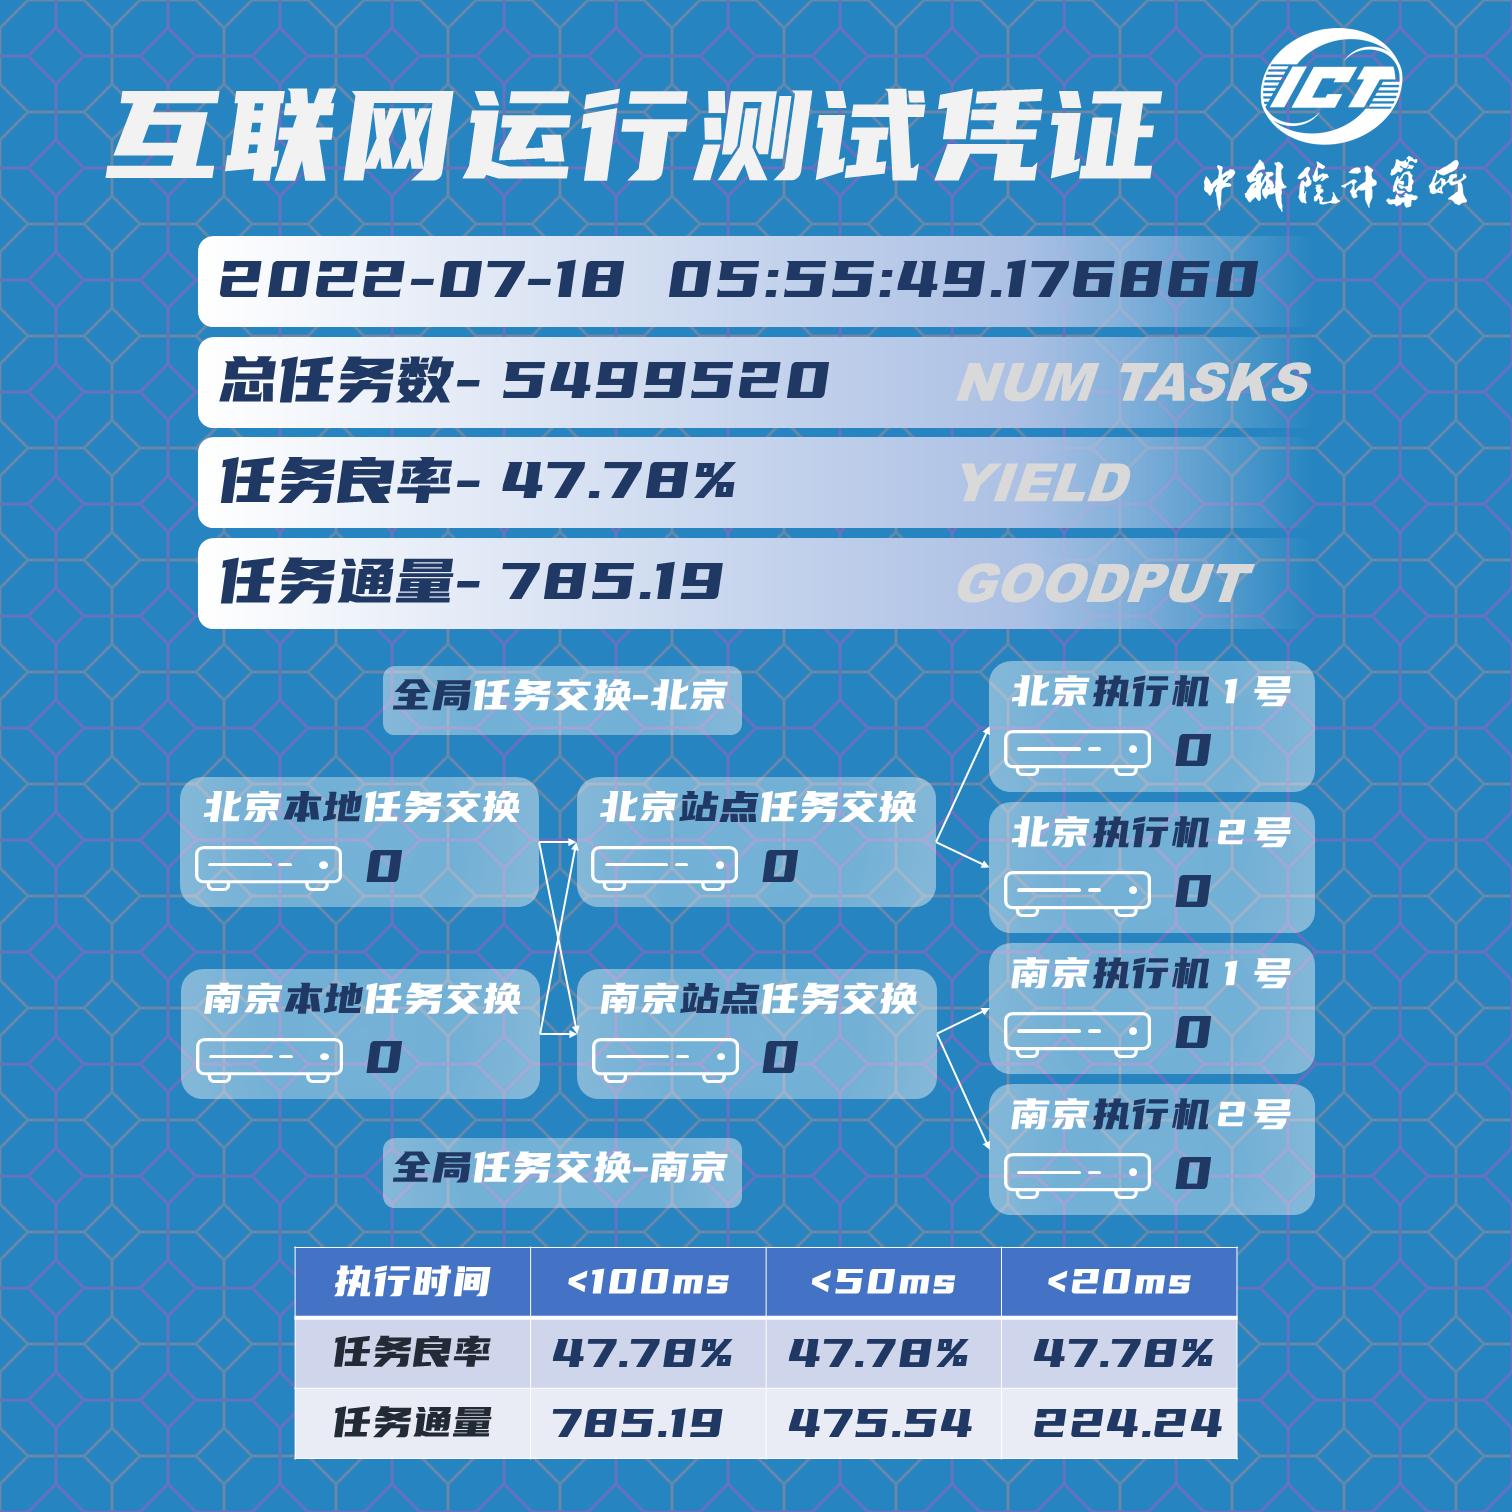 互联网运行测试凭证
ICT
中科院计算所
2022-07-18 05:55:49.176860
总任务数- 5499520 NUM TASKS
任务良率- 47.78% YIELD
任务通量- 785.19 GOODPUT
全局任务交换-北京
北京本地任务交换
0
北京站点任务交换
0
南京本地任务交换
0
南京站点任务交换
0
全局任务交换-南京
北京执行机1号
0
北京执行机2号
0
南京执行机1号
0
南京执行机2号
0
执行时间 <100ms <50ms <20ms
任务良率 47.78% 47.78% 47.78%
任务通量 785.19 475.54 224.24